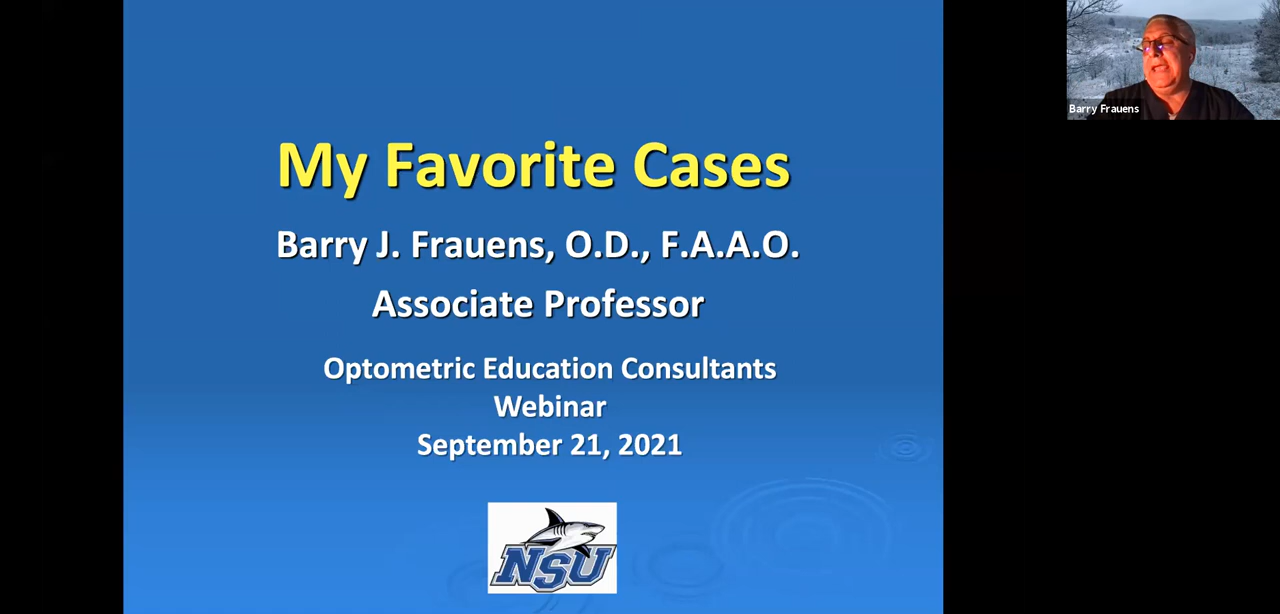 My Favorite Cases
Barry J. Frauens, O.D., F.A.A.O.
Associate Professor
Optometric Education Consultants
Webinar
September 21, 2021
NSU
Barry Frauens